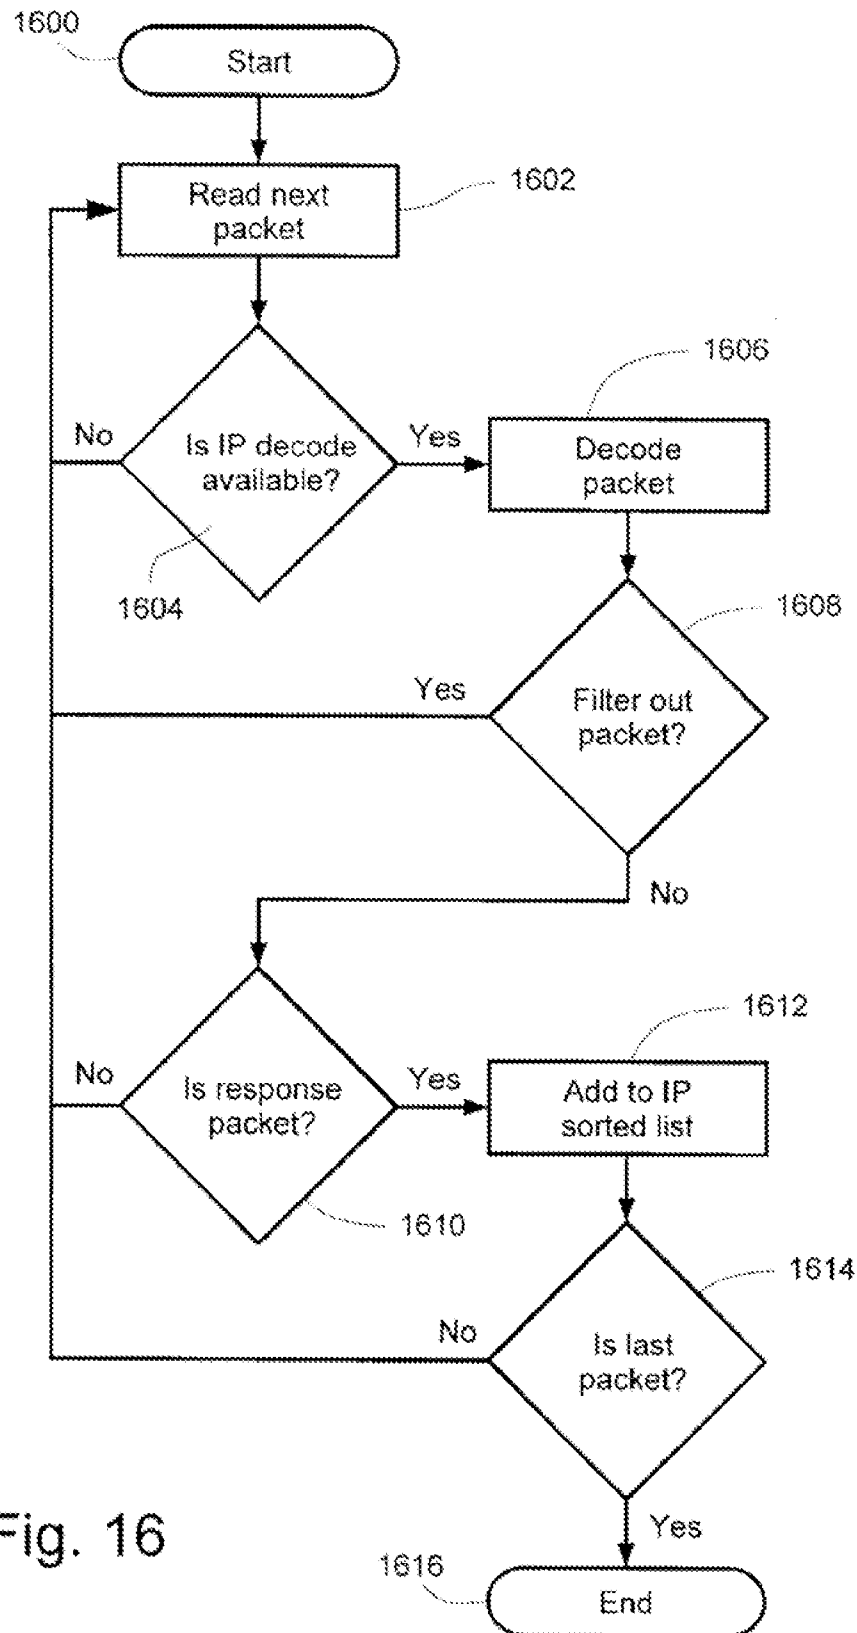 1600
Start
Read next
packet
1602
1606
No
Is IP decode
available?
Yes
Decode
packet
1604
1608
Yes
Filter out
packet?
No
1612
No
Is response
packet?
Yes
Add to IP
sorted list
1610
1614
No
Is last
packet?
Fig. 16
Yes
1616
End